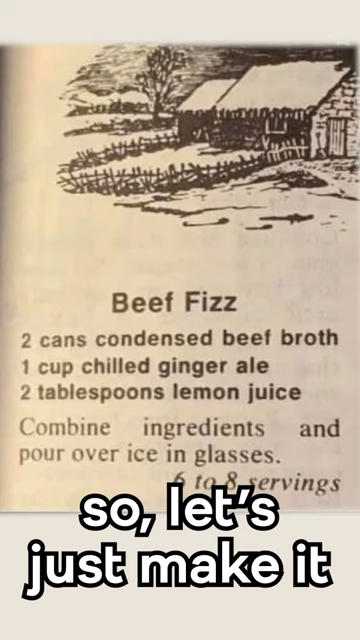 Beef Fizz
2 cans condensed beef broth
1 cup chilled ginger ale
2 tablespoons lemon juice
Combine ingredients and
pour over ice in glasses.
6 to 8 servings
so, let's
just make it